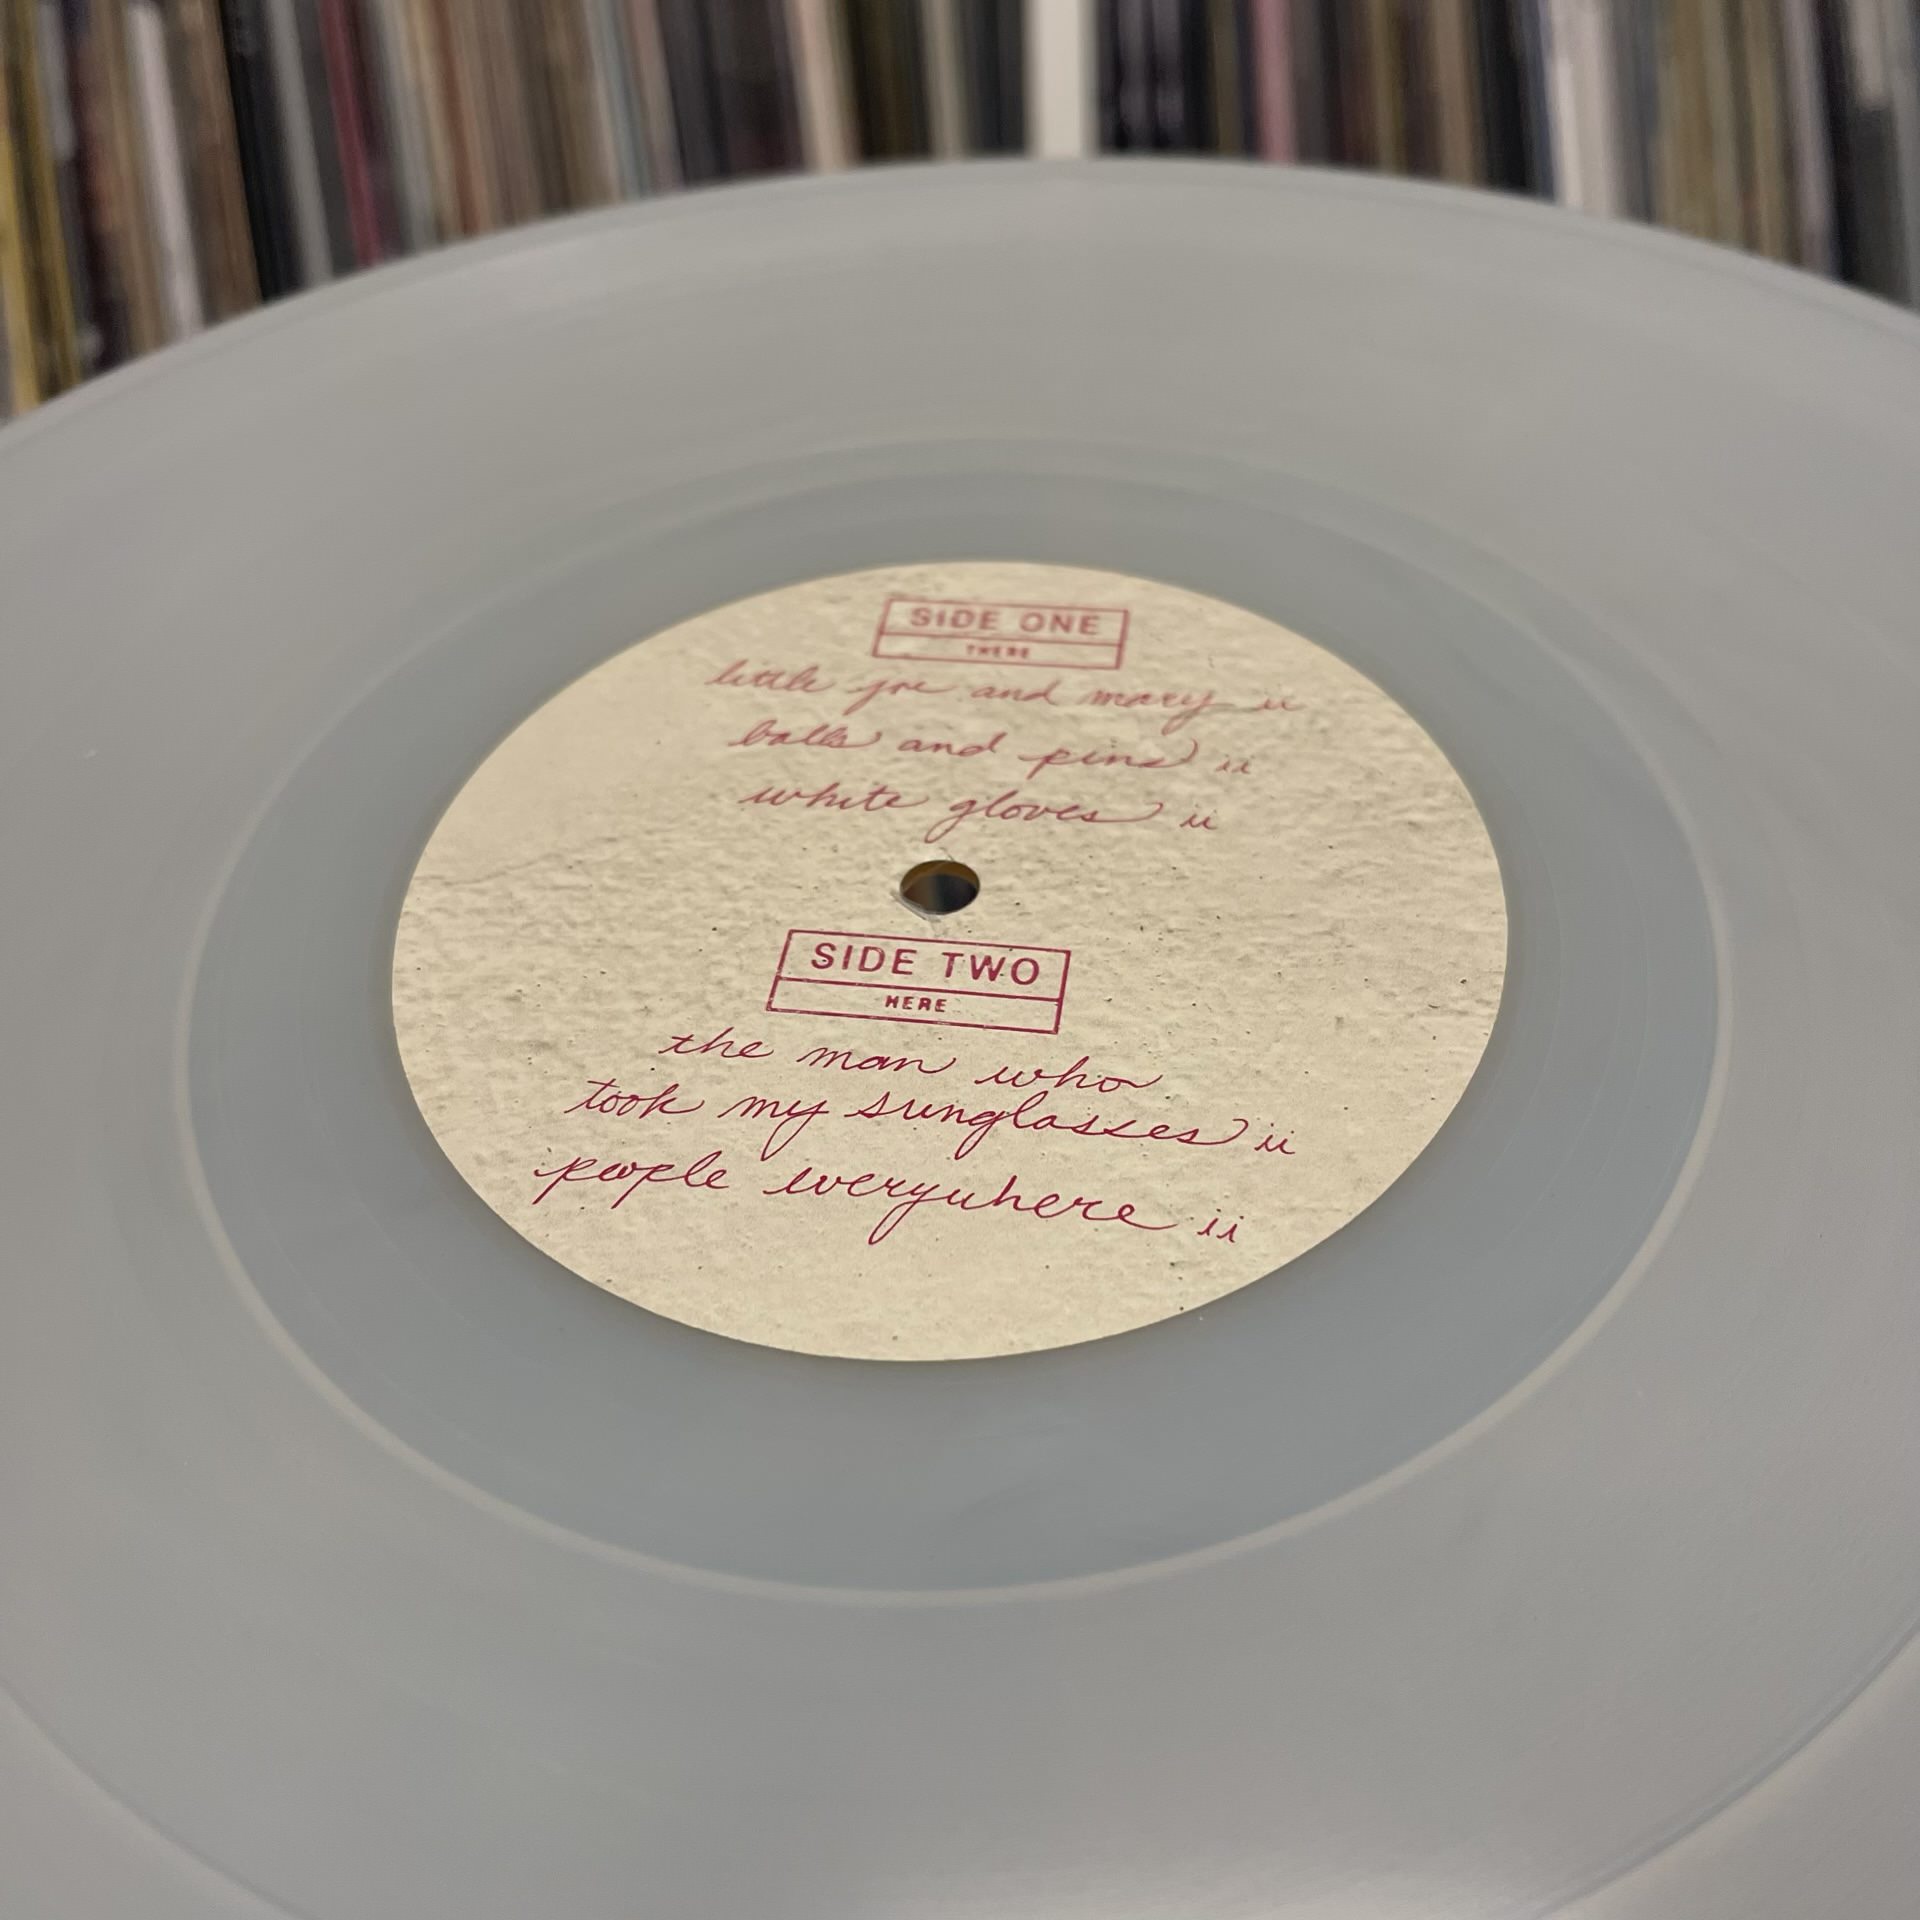 SIDE ONE
THERE
little joe and mary ii
balls and pins ii
white gloves ii
SIDE TWO
HERE
the man who
took my sunglasses ii
people everywhere ii